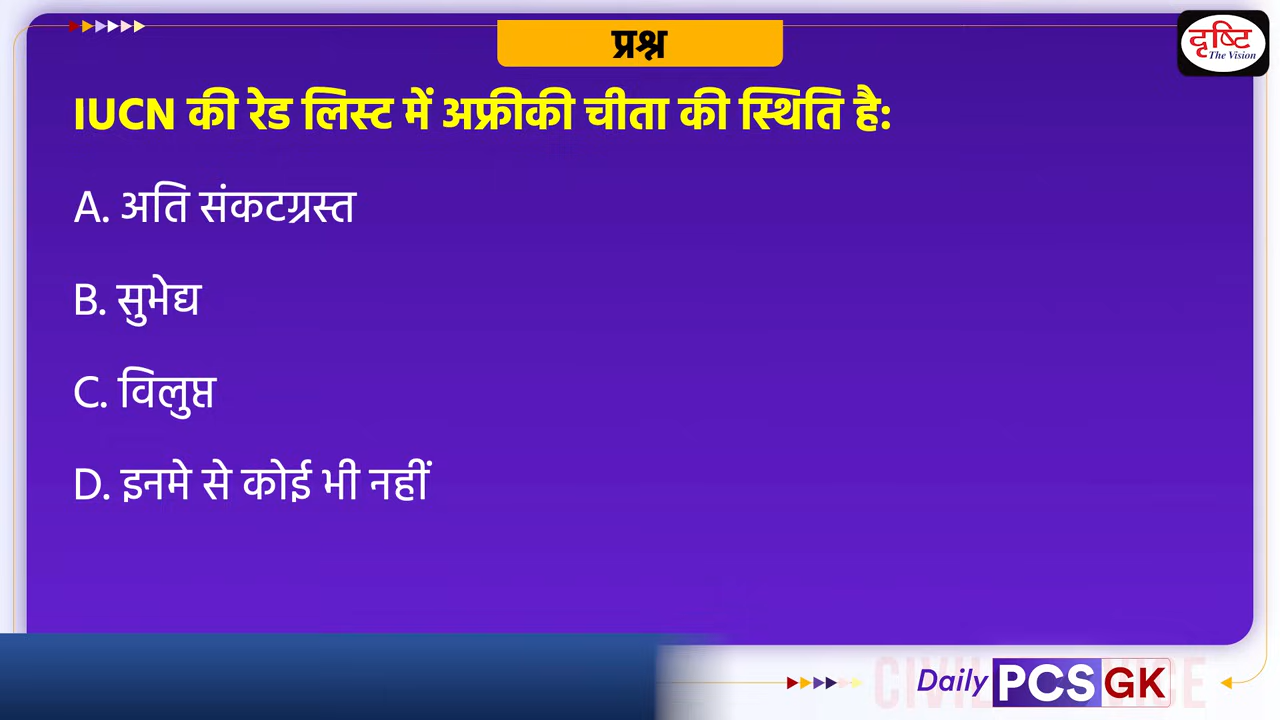 प्रश्न
दृष्टि
The Vision
IUCN की रेड लिस्ट में अफ्रीकी चीता की स्थिति है:
A. अति संकटग्रस्त
B. सुभेद्य
C. विलुप्त
D. इनमे से कोई भी नहीं
Daily PCS GK